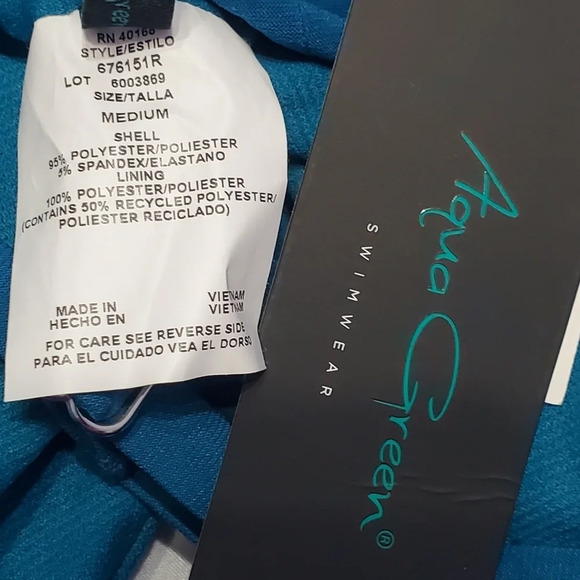 Green
RN 40168
STYLE/ESTILO
676151R
LOT 6003869
SIZE/TALLA
MEDIUM
SHELL
95% POLYESTER/POLIESTER
5% SPANDEX/ELASTANO
LINING
100% POLYESTER/POLIESTER
(CONTAINS 50% RECYCLED POLYESTER/
POLIESTER RECICLADO)
MADE IN VIETNAM
HECHO EN VIETNAM
FOR CARE SEE REVERSE SIDE
PARA EL CUIDADO VEA EL DORSO
Aqua Green®
SWIMWEAR